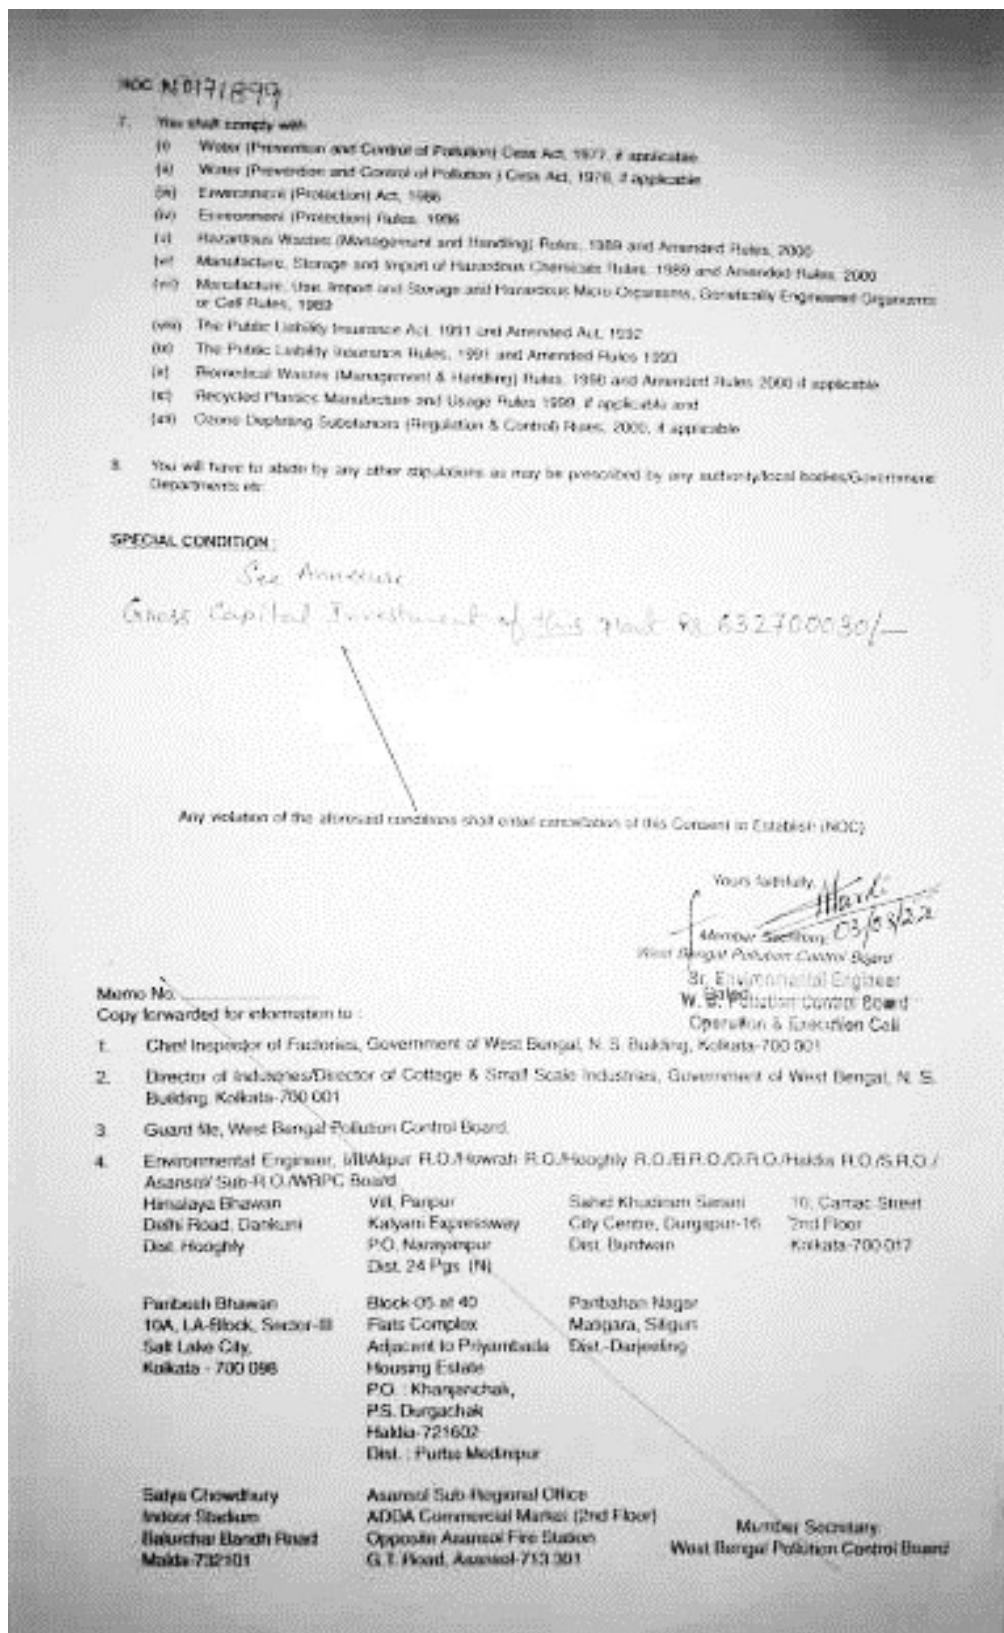 NOC NO171899
7. You shall comply with
(i) Water (Prevention and Control of Pollution) Cess Act, 1977, if applicable
(ii) Water (Prevention and Control of Pollution ) Cess Act, 1978, if applicable
(iii) Environment (Protection) Act, 1986
(iv) Environment (Protection) Rules, 1986
(v) Hazardous Wastes (Management and Handling) Rules, 1989 and Amended Rules, 2000
(vi) Manufacture, Storage and Import of Hazardous Chemicals Rules, 1989 and Amended Rules, 2000
(vii) Manufacture, Use, Import and Storage and Hazardous Micro Organisms, Genetically Engineered Organisms
or Cell Rules, 1989
(viii) The Public Liability Insurance Act, 1991 and Amended Act, 1992
(ix) The Public Liability Insurance Rules, 1991 and Amended Rules 1993
(x) Biomedical Wastes (Management & Handling) Rules, 1998 and Amended Rules 2000 if applicable
(xi) Recycled Plastics Manufacture and Usage Rules 1999, if applicable and
(xii) Ozone Depleting Substances (Regulation & Control) Rules, 2000, if applicable
8. You will have to abide by any other stipulations as may be prescribed by any authority/local bodies/Government
Departments etc
SPECIAL CONDITION :
See Annexure
Gross Capital Investment of this Plant Rs 632700030/—
Any violation of the aforesaid conditions shall entail cancellation of this Consent to Establish (NOC)
Yours faithfully,
03/03/22
Member Secretary
West Bengal Pollution Control Board
Sr. Environmental Engineer
W. B. Pollution Control Board
Dated
Operation & Execution Cell
Memo No.
Copy forwarded for information to :
1. Chief Inspector of Factories, Government of West Bengal, N. S. Building, Kolkata-700 001
2. Director of Industries/Director of Cottage & Small Scale Industries, Government of West Bengal, N. S.
Building, Kolkata-700 001
3. Guard file, West Bengal Pollution Control Board.
4. Environmental Engineer, I/II/Alipur R.O./Howrah R.O./Hooghly R.O./B.R.O./D.R.O./Haldia R.O./S.R.O./
Asansol Sub-R.O./WBPC Board
Himalaya Bhawan Vill. Panpur Sahid Khudiram Sarani 10, Camac Street
Delhi Road, Dankuni Kalyani Expressway City Centre, Durgapur-16 2nd Floor
Dist. Hooghly P.O. Narayanpur Dist. Burdwan Kolkata-700 017
Dist. 24 Pgs. (N)
Paribesh Bhawan Block-05 at 40 Paribahan Nagar
10A, LA-Block, Sector-III Flats Complex Matigara, Siliguri
Salt Lake City, Adjacent to Priyambada Dist.-Darjeeling
Kolkata - 700 098 Housing Estate
P.O. : Khanjanchak,
P.S. Durgachak
Haldia-721602
Dist. : Purba Medinipur
Satya Chowdhury Asansol Sub-Regional Office
Indoor Stadium ADDA Commercial Market (2nd Floor)
Balurchar Bandh Road Opposite Asansol Fire Station Member Secretary
Malda-732101 G.T. Road, Asansol-713 301 West Bengal Pollution Control Board